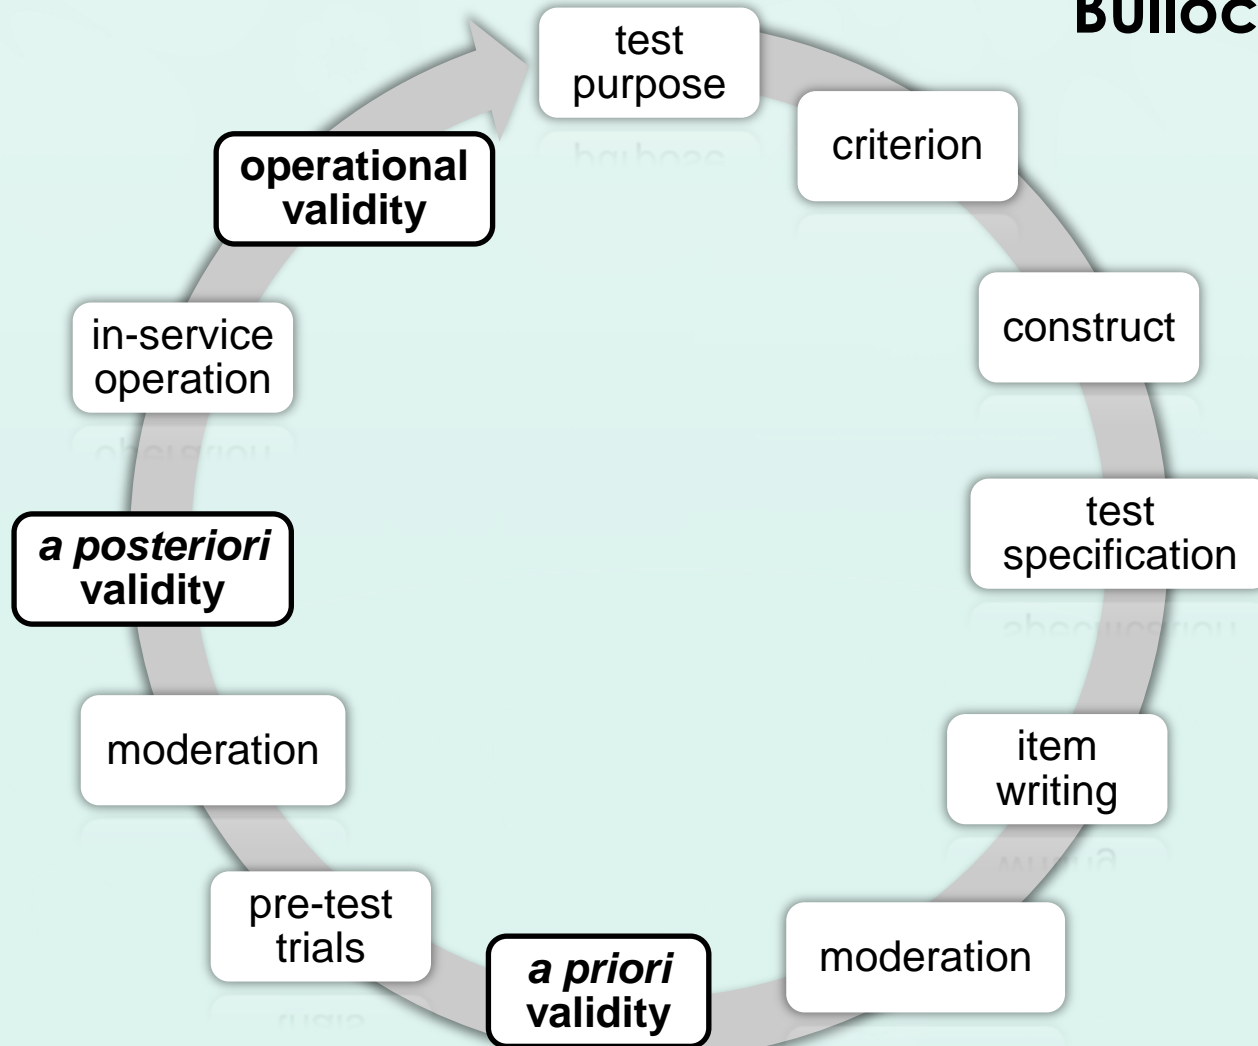 Bulloc
test
purpose
criterion
construct
test
specification
item
writing
moderation
a priori
validity
pre-test
trials
moderation
a posteriori
validity
in-service
operation
operational
validity